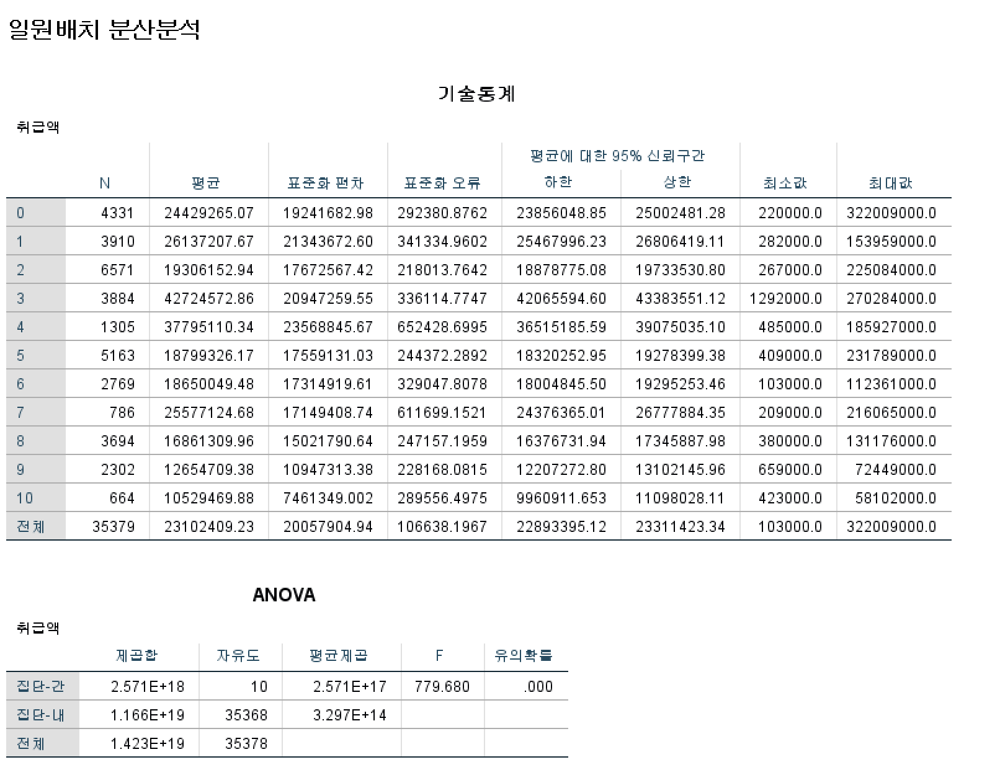 일원배치 분산분석
기술통계
취급액
평균에 대한 95% 신뢰구간
N 평균 표준화 편차 표준화 오류 하한 상한 최소값 최대값
0 4331 24429265.07 19241682.98 292380.8762 23856048.85 25002481.28 220000.0 322009000.0
1 3910 26137207.67 21343672.60 341334.9602 25467996.23 26806419.11 282000.0 153959000.0
2 6571 19306152.94 17672567.42 218013.7642 18878775.08 19733530.80 267000.0 225084000.0
3 3884 42724572.86 20947259.55 336114.7747 42065594.60 43383551.12 1292000.0 270284000.0
4 1305 37795110.34 23568845.67 652428.6995 36515185.59 39075035.10 485000.0 185927000.0
5 5163 18799326.17 17559131.03 244372.2892 18320252.95 19278399.38 409000.0 231789000.0
6 2769 18650049.48 17314919.61 329047.8078 18004845.50 19295253.46 103000.0 112361000.0
7 786 25577124.68 17149408.74 611699.1521 24376365.01 26777884.35 209000.0 216065000.0
8 3694 16861309.96 15021790.64 247157.1959 16376731.94 17345887.98 380000.0 131176000.0
9 2302 12654709.38 10947313.38 228168.0815 12207272.80 13102145.96 659000.0 72449000.0
10 664 10529469.88 7461349.002 289556.4975 9960911.653 11098028.11 423000.0 58102000.0
전체 35379 23102409.23 20057904.94 106638.1967 22893395.12 23311423.34 103000.0 322009000.0
ANOVA
취급액
제곱합 자유도 평균제곱 F 유의확률
집단-간 2.571E+18 10 2.571E+17 779.680 .000
집단-내 1.166E+19 35368 3.297E+14
전체 1.423E+19 35378